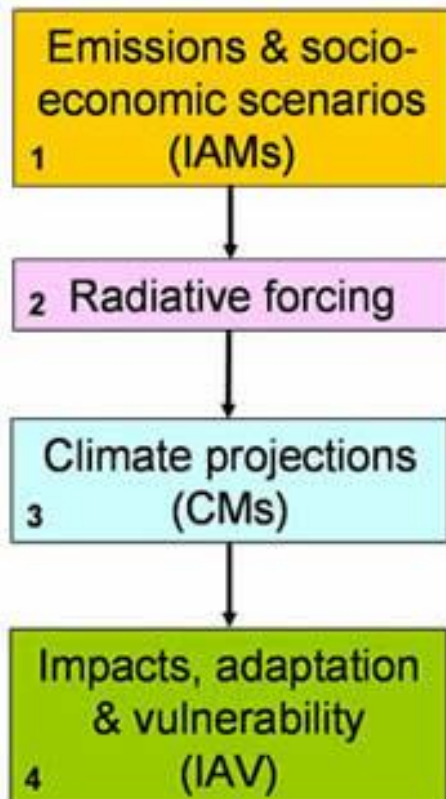 Emissions & socio-
economic scenarios
1 (IAMs)
2 Radiative forcing
Climate projections
3 (CMs)
Impacts, adaptation
& vulnerability
4 (IAV)